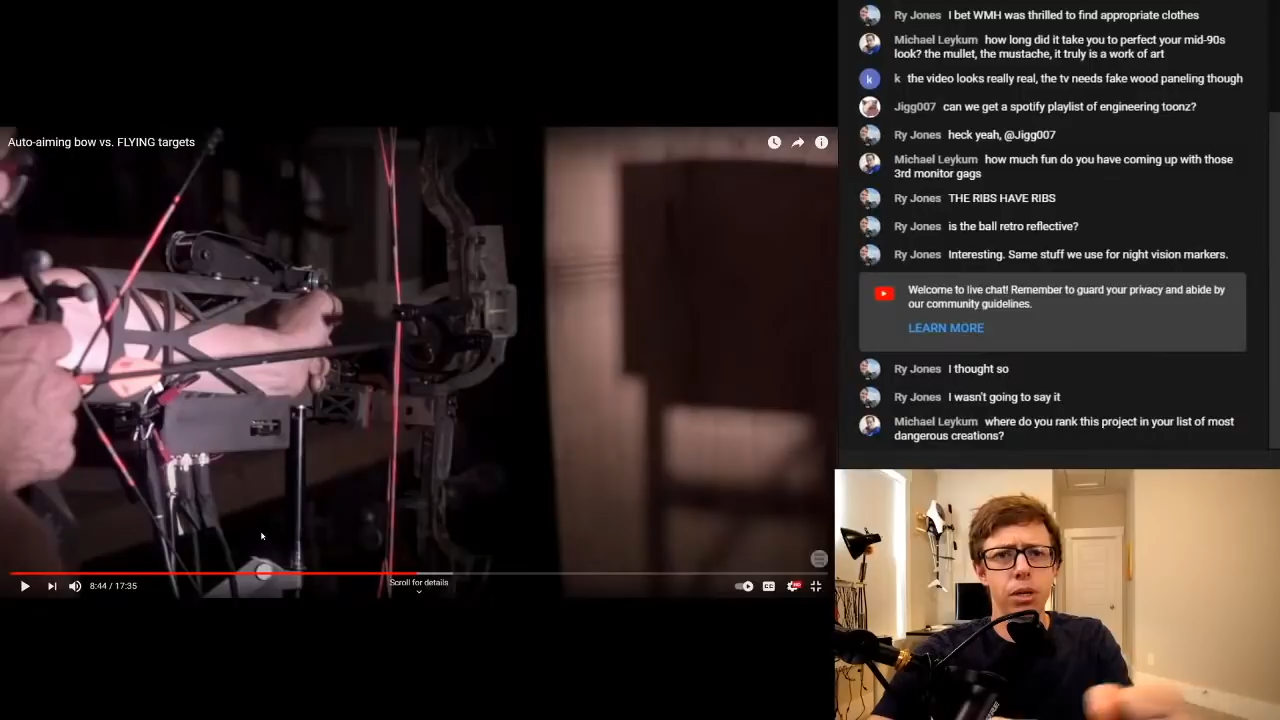 Auto-aiming bow vs. FLYING targets
8:44 / 17:35
Scroll for details
CC
HD
Ry Jones I bet WMH was thrilled to find appropriate clothes
Michael Leykum how long did it take you to perfect your mid-90s
look? the mullet, the mustache, it truly is a work of art
k
k the video looks really real, the tv needs fake wood paneling though
Jigg007 can we get a spotify playlist of engineering toonz?
Ry Jones heck yeah, @Jigg007
Michael Leykum how much fun do you have coming up with those
3rd monitor gags
Ry Jones THE RIBS HAVE RIBS
Ry Jones is the ball retro reflective?
Ry Jones Interesting. Same stuff we use for night vision markers.
Welcome to live chat! Remember to guard your privacy and abide by
our community guidelines.
LEARN MORE
Ry Jones I thought so
Ry Jones I wasn't going to say it
Michael Leykum where do you rank this project in your list of most
dangerous creations?